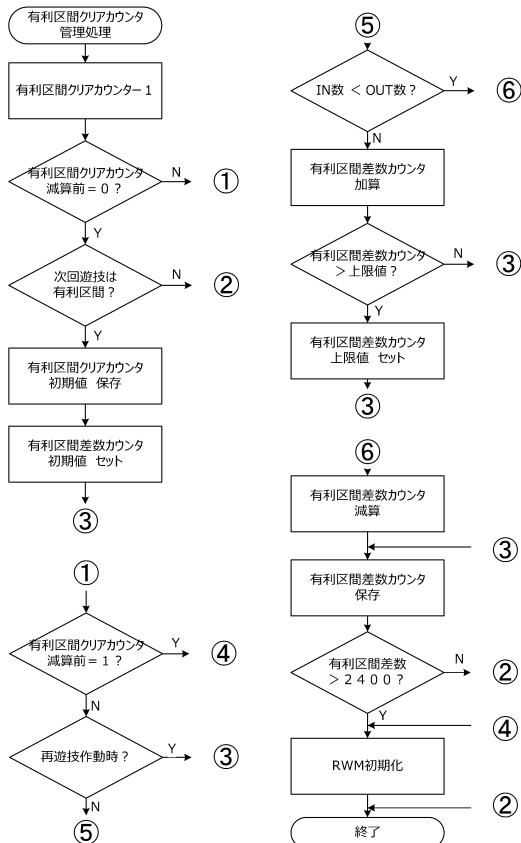 有利区間クリアカウンタ
管理処理
有利区間クリアカウンター１
有利区間クリアカウンタ
減算前＝０？
N
①
Y
次回遊技は
有利区間？
N
②
Y
有利区間クリアカウンタ
初期値 保存
有利区間差数カウンタ
初期値 セット
③
①
有利区間クリアカウンタ
減算前＝１？
Y
④
N
再遊技作動時？
Y
③
N
⑤
⑤
IN数 ＜OUT数？
Y
⑥
N
有利区間差数カウンタ
加算
有利区間差数カウンタ
＞上限値？
N
③
Y
有利区間差数カウンタ
上限値 セット
③
⑥
有利区間差数カウンタ
減算
③
有利区間差数カウンタ
保存
有利区間差数
＞２４００？
N
②
Y
④
RWM初期化
②
終了